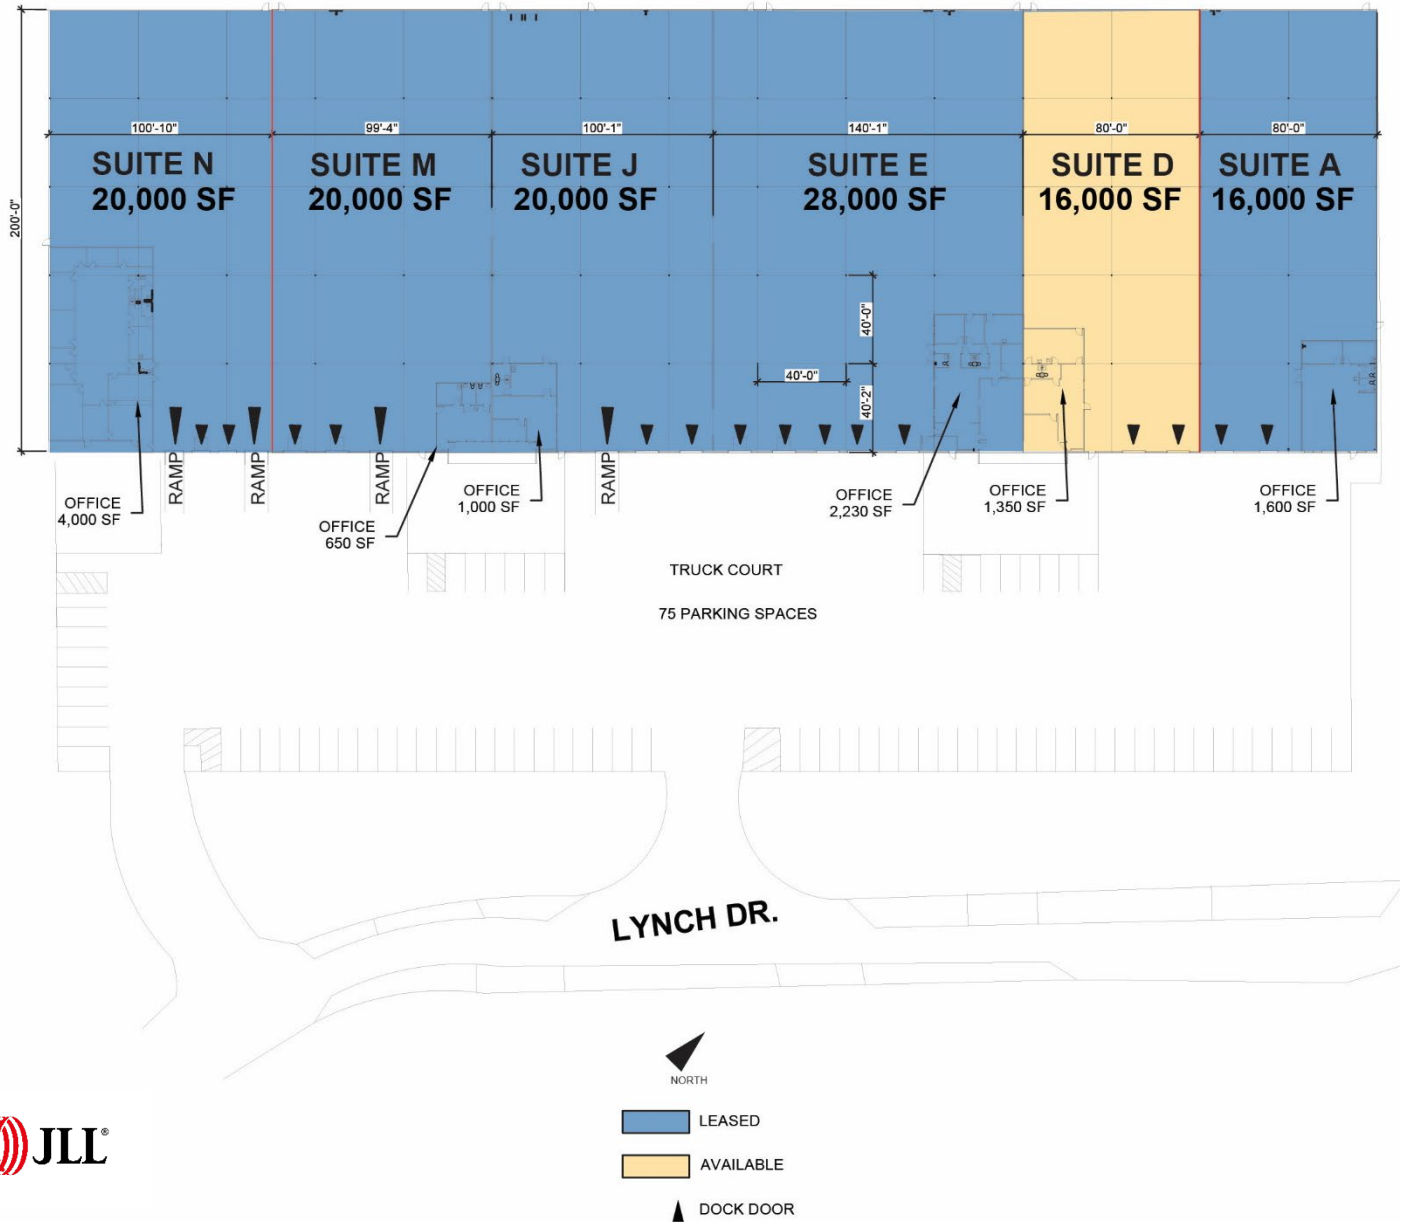 100'-10"
99'-4"
100'-1"
140'-1"
80'-0"
80'-0"
SUITE N
20,000 SF
SUITE M
20,000 SF
SUITE J
20,000 SF
SUITE E
28,000 SF
SUITE D
16,000 SF
SUITE A
16,000 SF
200'-0"
40'-0"
40'-0"
40'-2"
RAMP
RAMP
RAMP
RAMP
OFFICE
4,000 SF
OFFICE
650 SF
OFFICE
1,000 SF
OFFICE
2,230 SF
OFFICE
1,350 SF
OFFICE
1,600 SF
TRUCK COURT
75 PARKING SPACES
LYNCH DR.
NORTH
LEASED
AVAILABLE
DOCK DOOR
JLL®